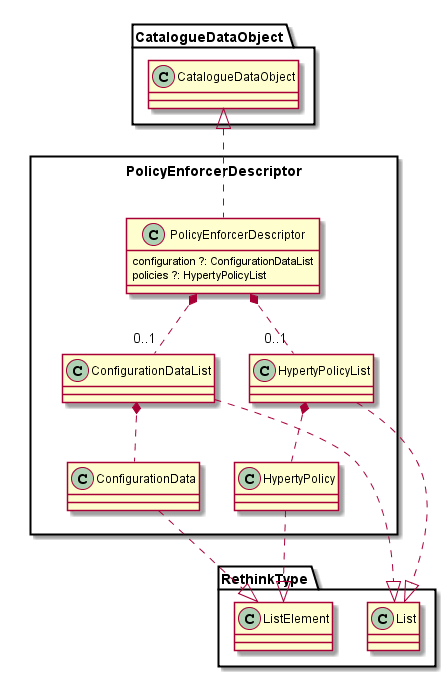 CatalogueDataObject
C CatalogueDataObject
PolicyEnforcerDescriptor
C PolicyEnforcerDescriptor
configuration ?: ConfigurationDataList
policies ?: HypertyPolicyList
0..1 0..1
C ConfigurationDataList C HypertyPolicyList
C ConfigurationData C HypertyPolicy
RethinkType
C ListElement C List